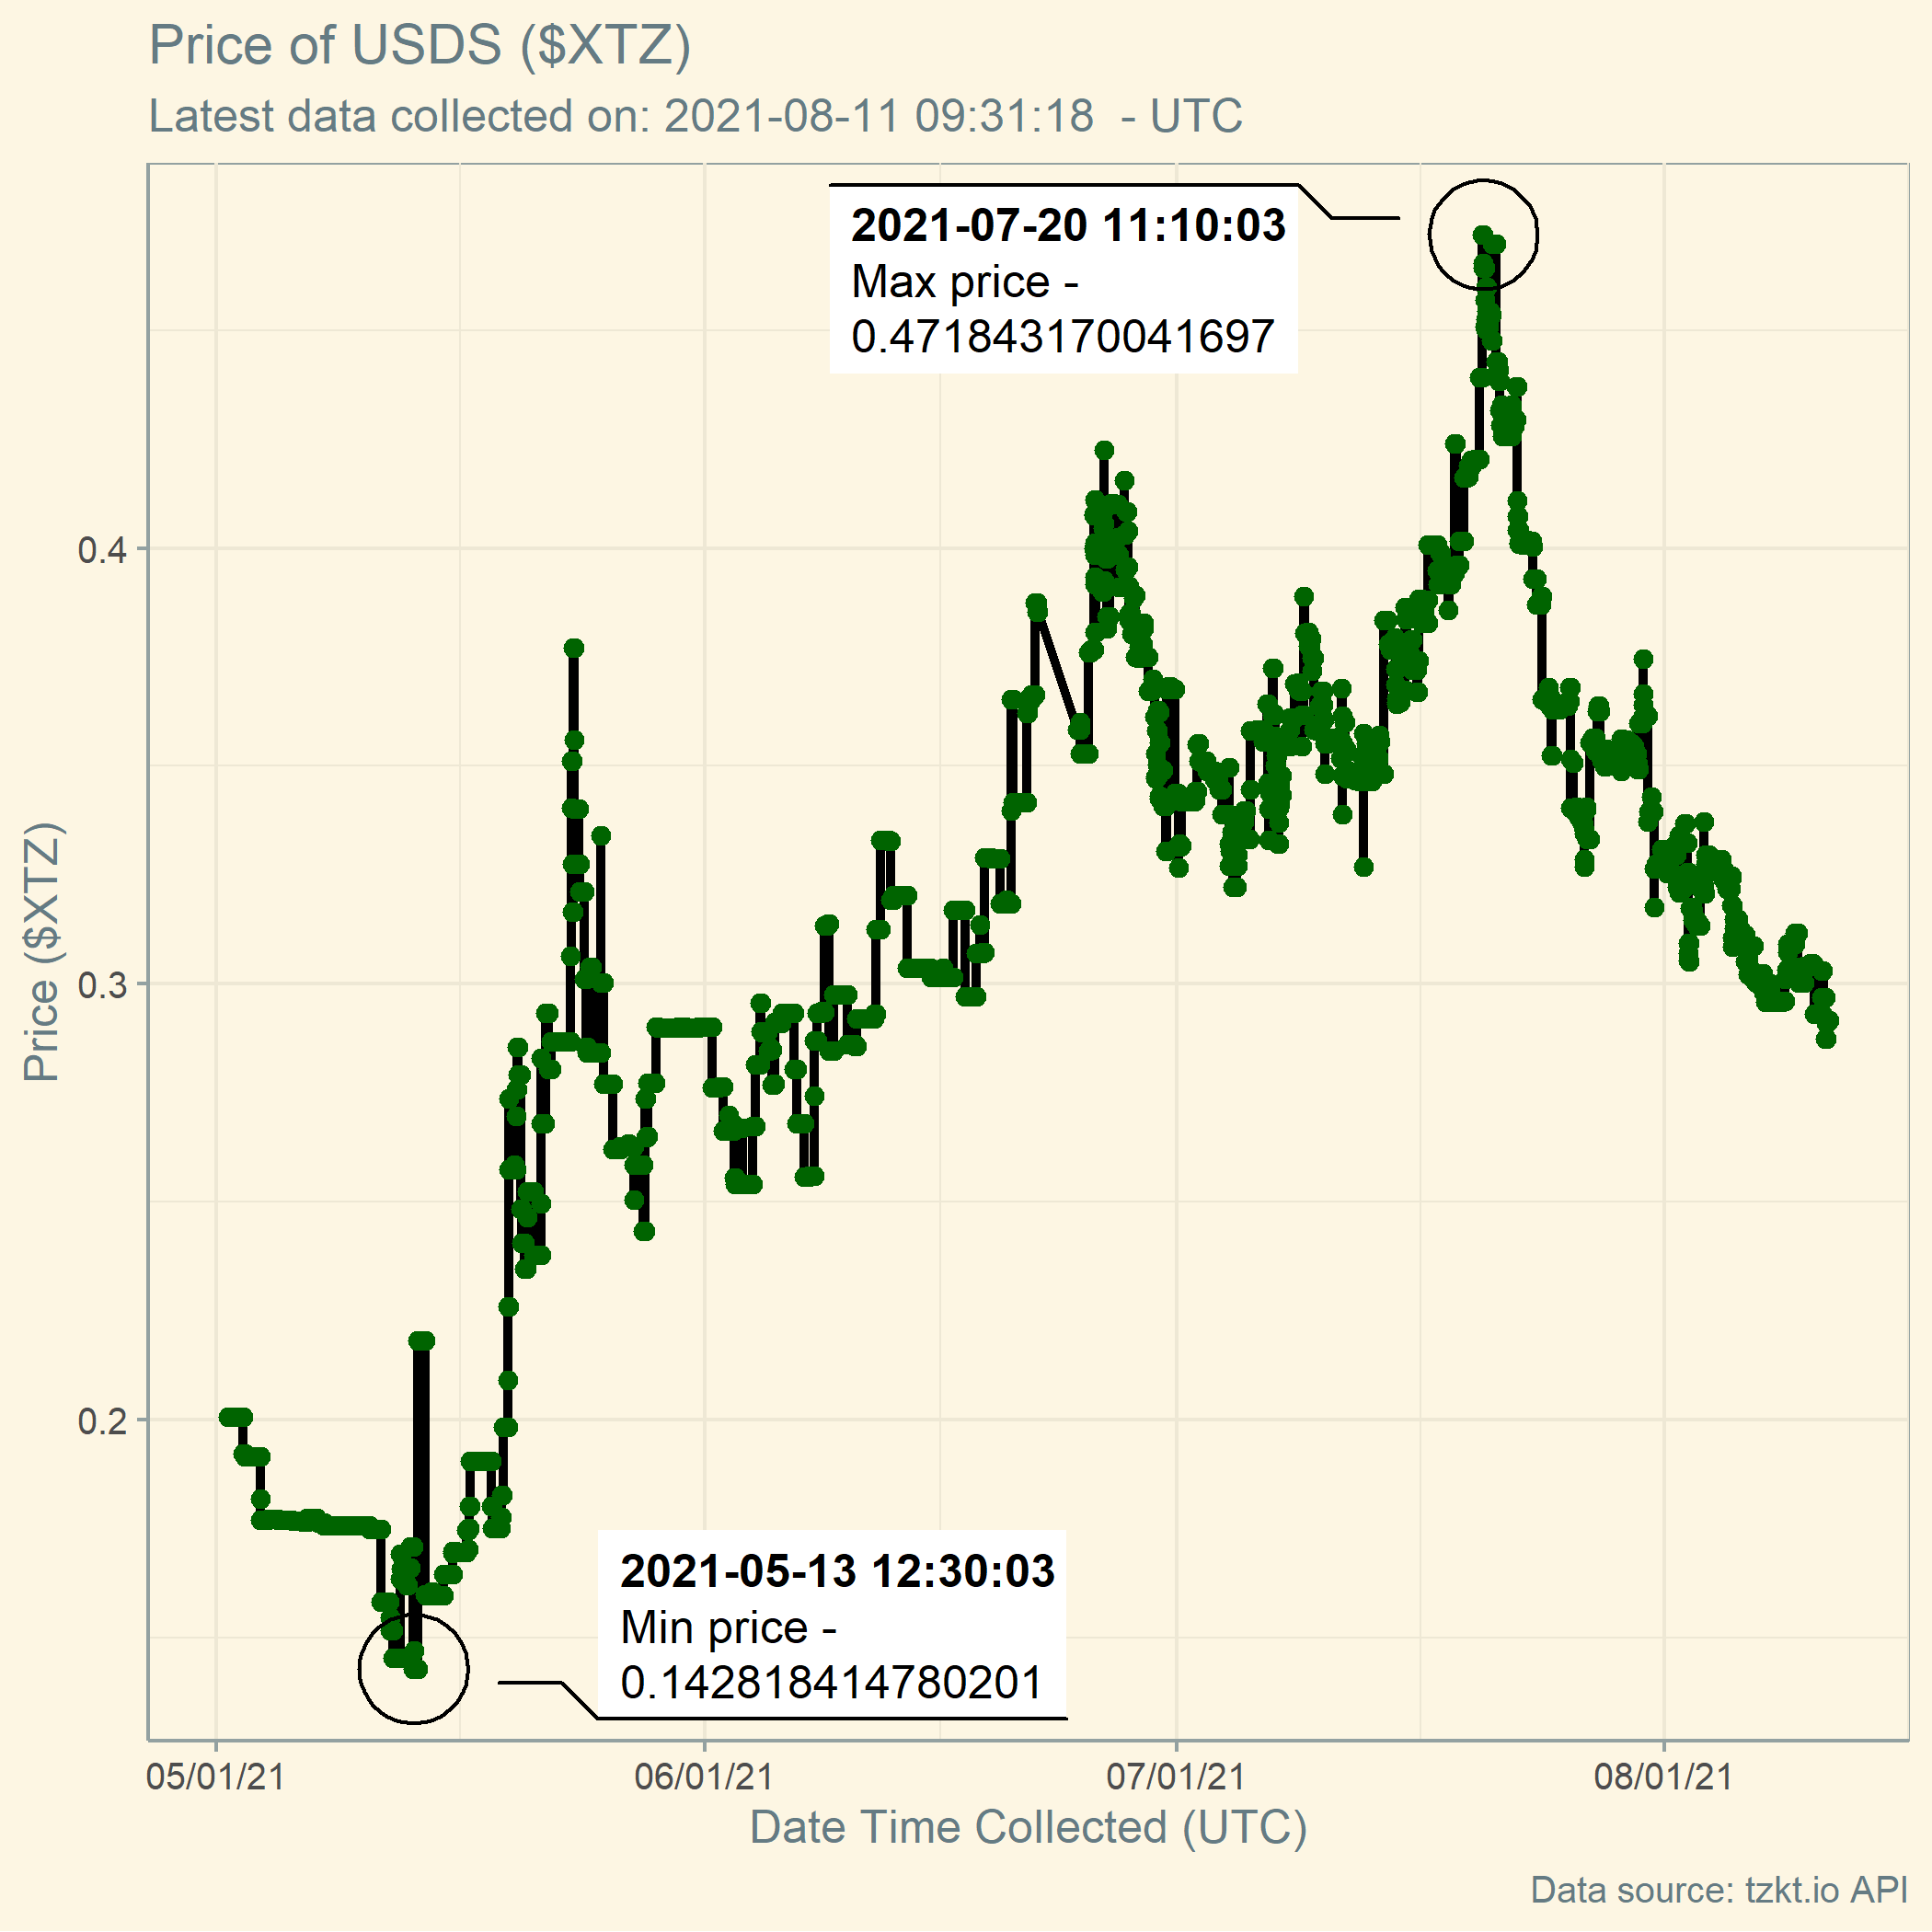 Price of USDS ($XTZ)
Latest data collected on: 2021-08-11 09:31:18  - UTC
2021-07-20 11:10:03
Max price -
0.471843170041697
0.4
0.3
0.2
Price ($XTZ)
2021-05-13 12:30:03
Min price -
0.142818414780201
05/01/21
06/01/21
07/01/21
08/01/21
Date Time Collected (UTC)
Data source: tzkt.io API